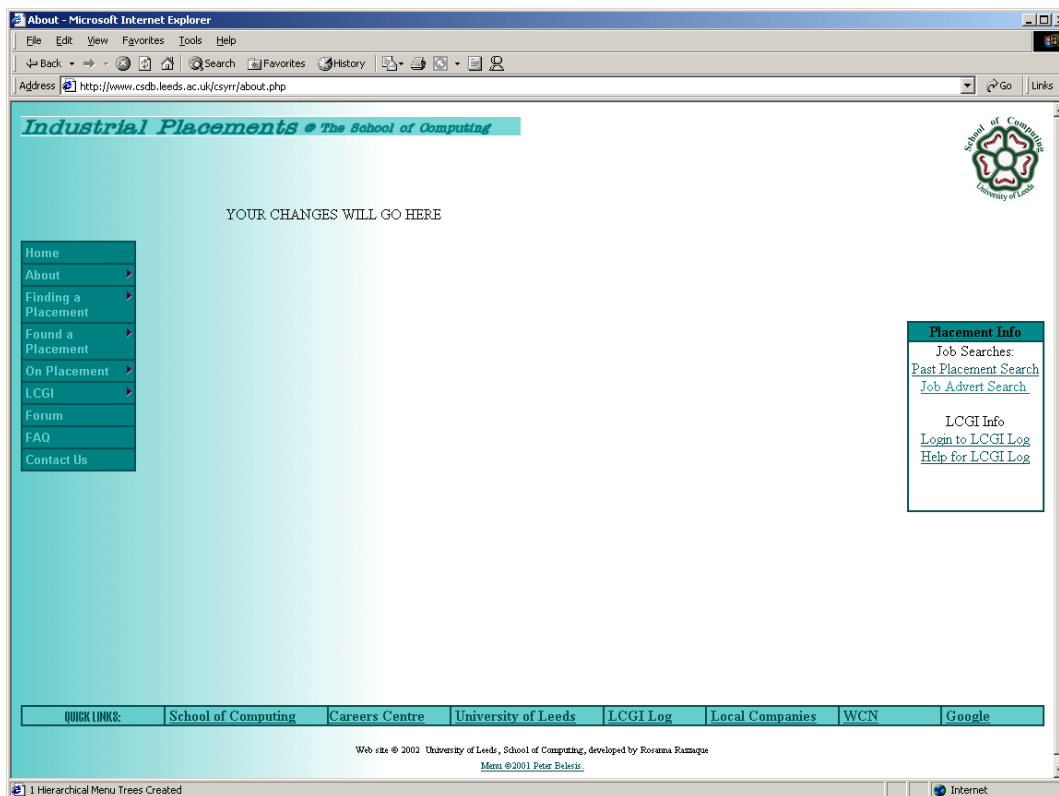 About - Microsoft Internet Explorer
File Edit View Favorites Tools Help
Back Search Favorites History
Address http://www.csdb.leeds.ac.uk/csyrr/about.php Go Links
Industrial Placements @ The School of Computing
School of Computing
University of Leeds
YOUR CHANGES WILL GO HERE
Home
About
Finding a
Placement
Found a
Placement
On Placement
LCGI
Forum
FAQ
Contact Us
Placement Info
Job Searches:
Past Placement Search
Job Advert Search
LCGI Info
Login to LCGI Log
Help for LCGI Log
QUICK LINKS: School of Computing Careers Centre University of Leeds LCGI Log Local Companies WCN Google
Web site © 2002 University of Leeds, School of Computing, developed by Rosanna Razzaque
Menu ©2001 Peter Belesis.
1 Hierarchical Menu Trees Created Internet